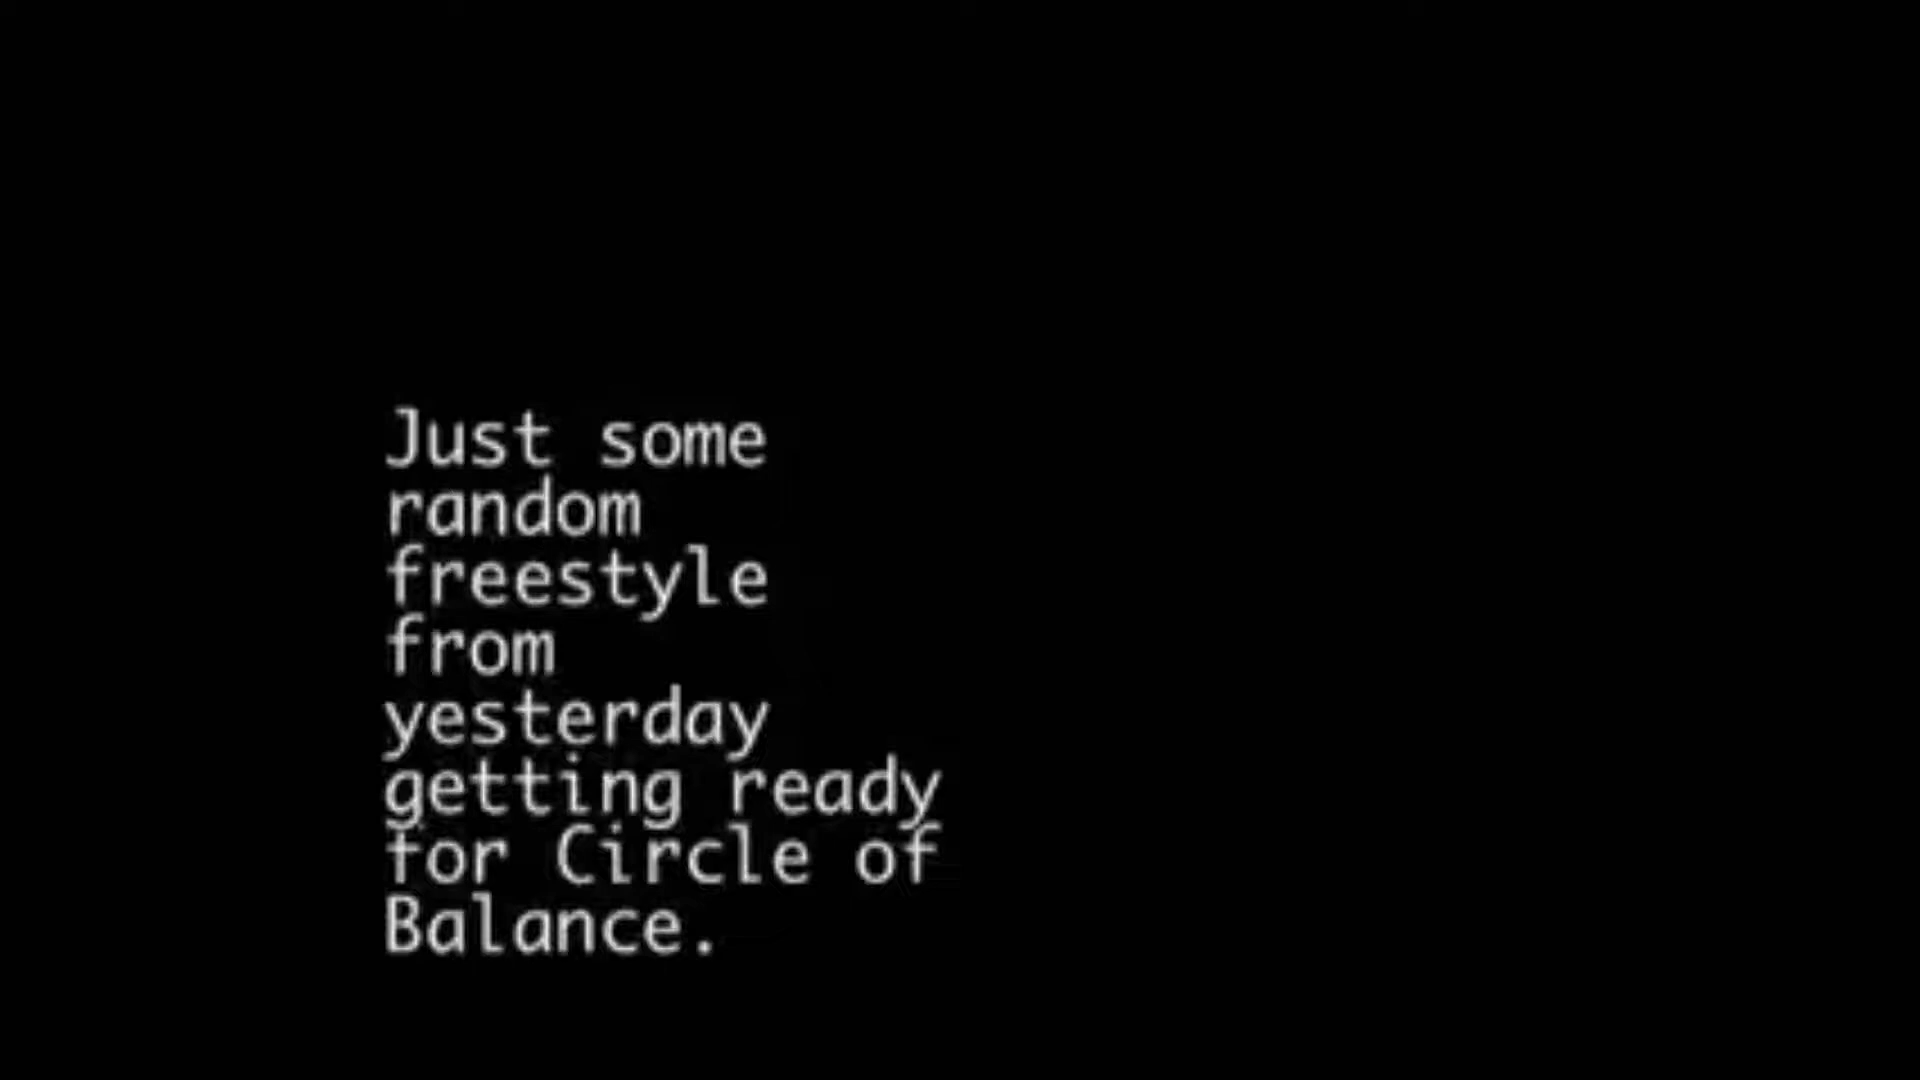 Just some
random
freestyle
from
yesterday
getting ready
for Circle of
Balance.